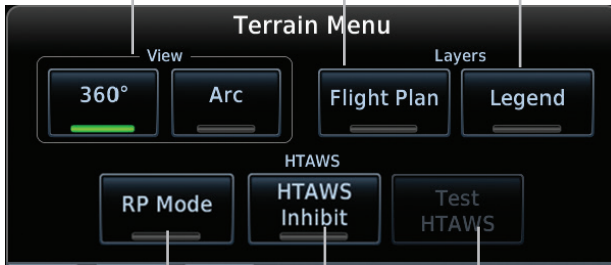 Terrain Menu
View
Layers
360°
Arc
Flight Plan
Legend
HTAWS
RP Mode
HTAWS
Inhibit
Test
HTAWS